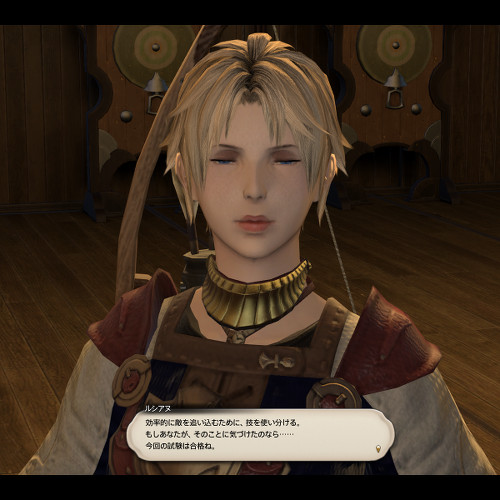 ルシアヌ
効率的に敵を追い込むために、技を使い分ける。
もしあなたが、そのことに気づけたのなら……
今回の試験は合格ね。